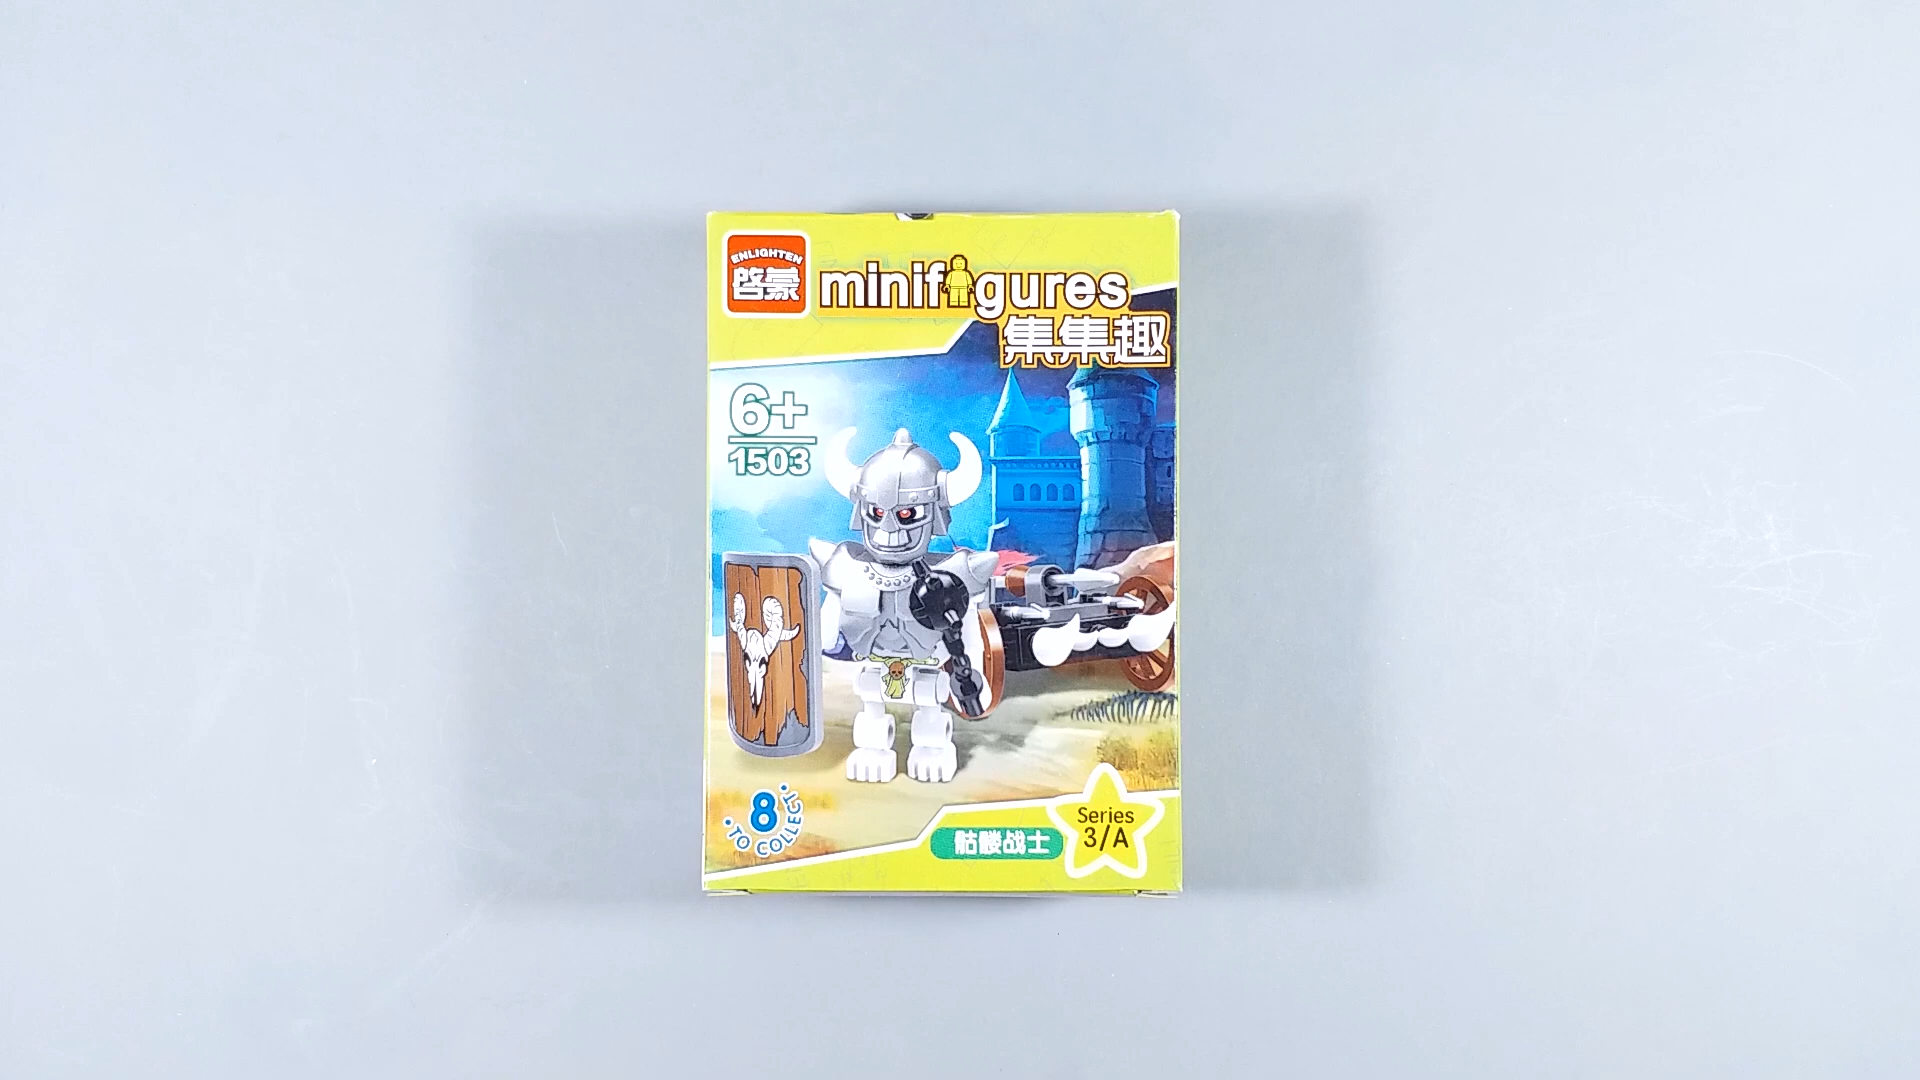 ENLIGHTEN
启蒙
minifigures
集集趣
6+
1503
8
TO COLLECT
骷髅战士
Series
3/A